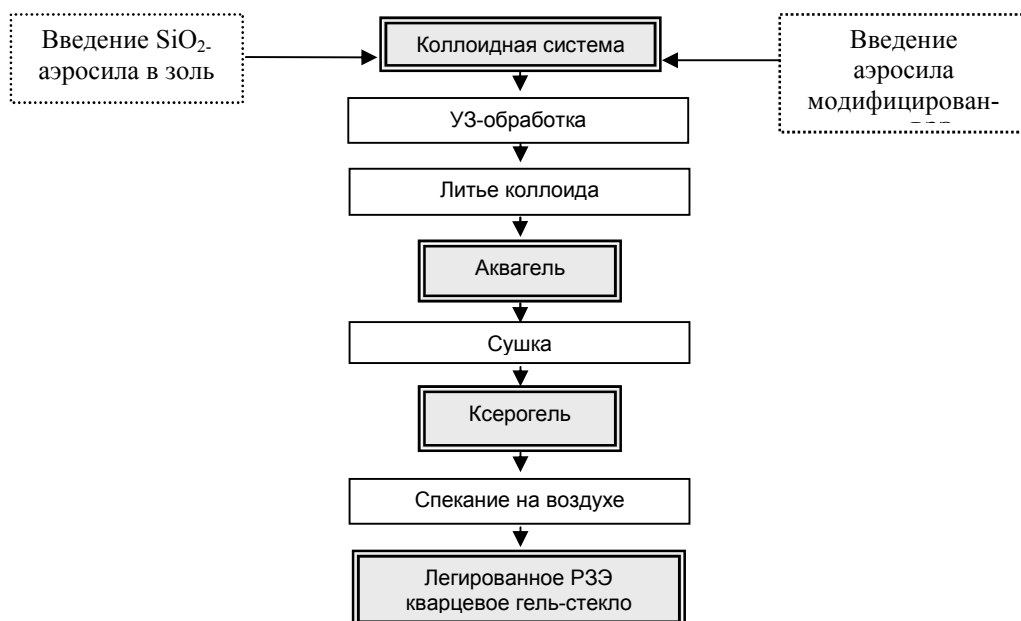 Введение SiO₂-
аэросила в золь
Коллоидная система
Введение
аэросила
модифицирован-
УЗ-обработка
Литье коллоида
Аквагель
Сушка
Ксерогель
Спекание на воздухе
Легированное РЗЭ
кварцевое гель-стекло